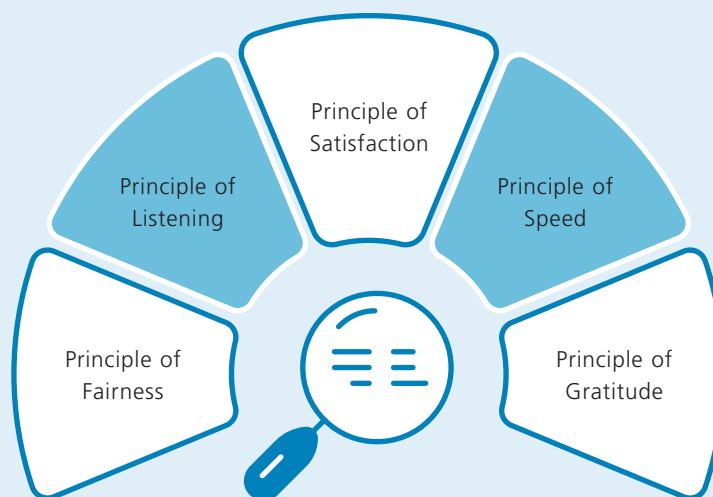 Principle of
Fairness
Principle of
Listening
Principle of
Satisfaction
Principle of
Speed
Principle of
Gratitude